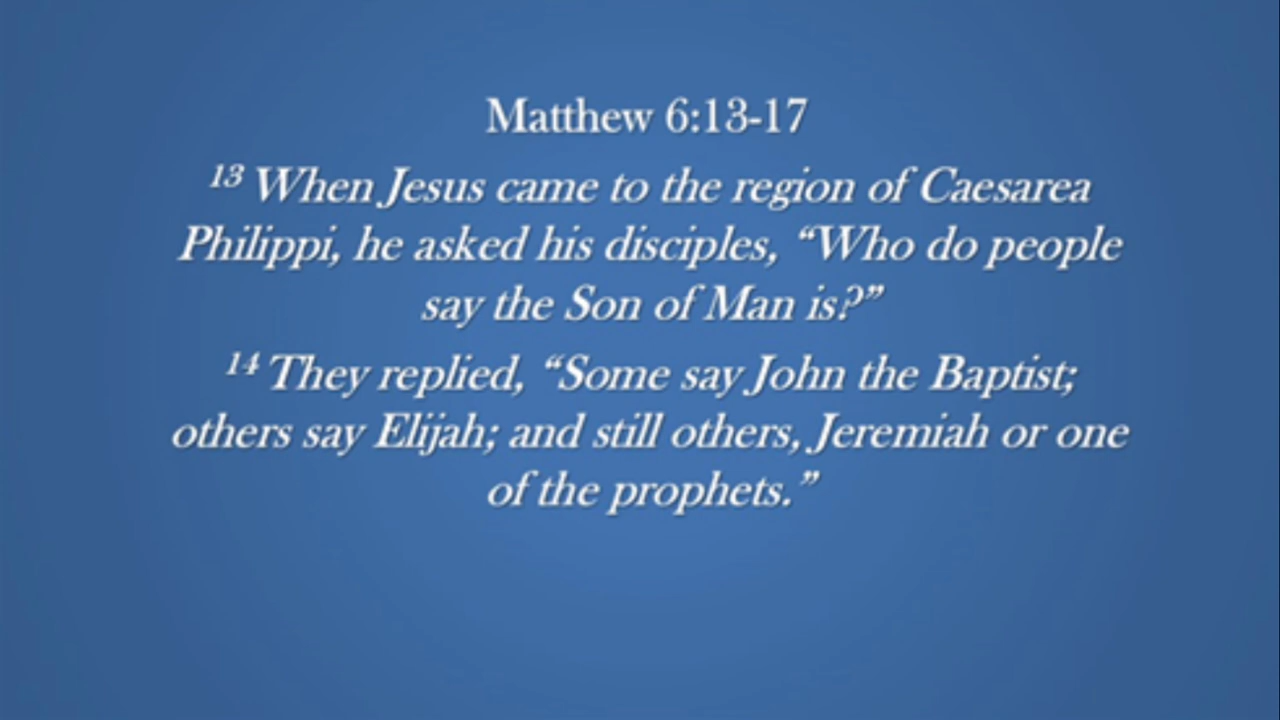 Matthew 6:13-17
13 When Jesus came to the region of Caesarea
Philippi, he asked his disciples, “Who do people
say the Son of Man is?”
14 They replied, “Some say John the Baptist;
others say Elijah; and still others, Jeremiah or one
of the prophets.”